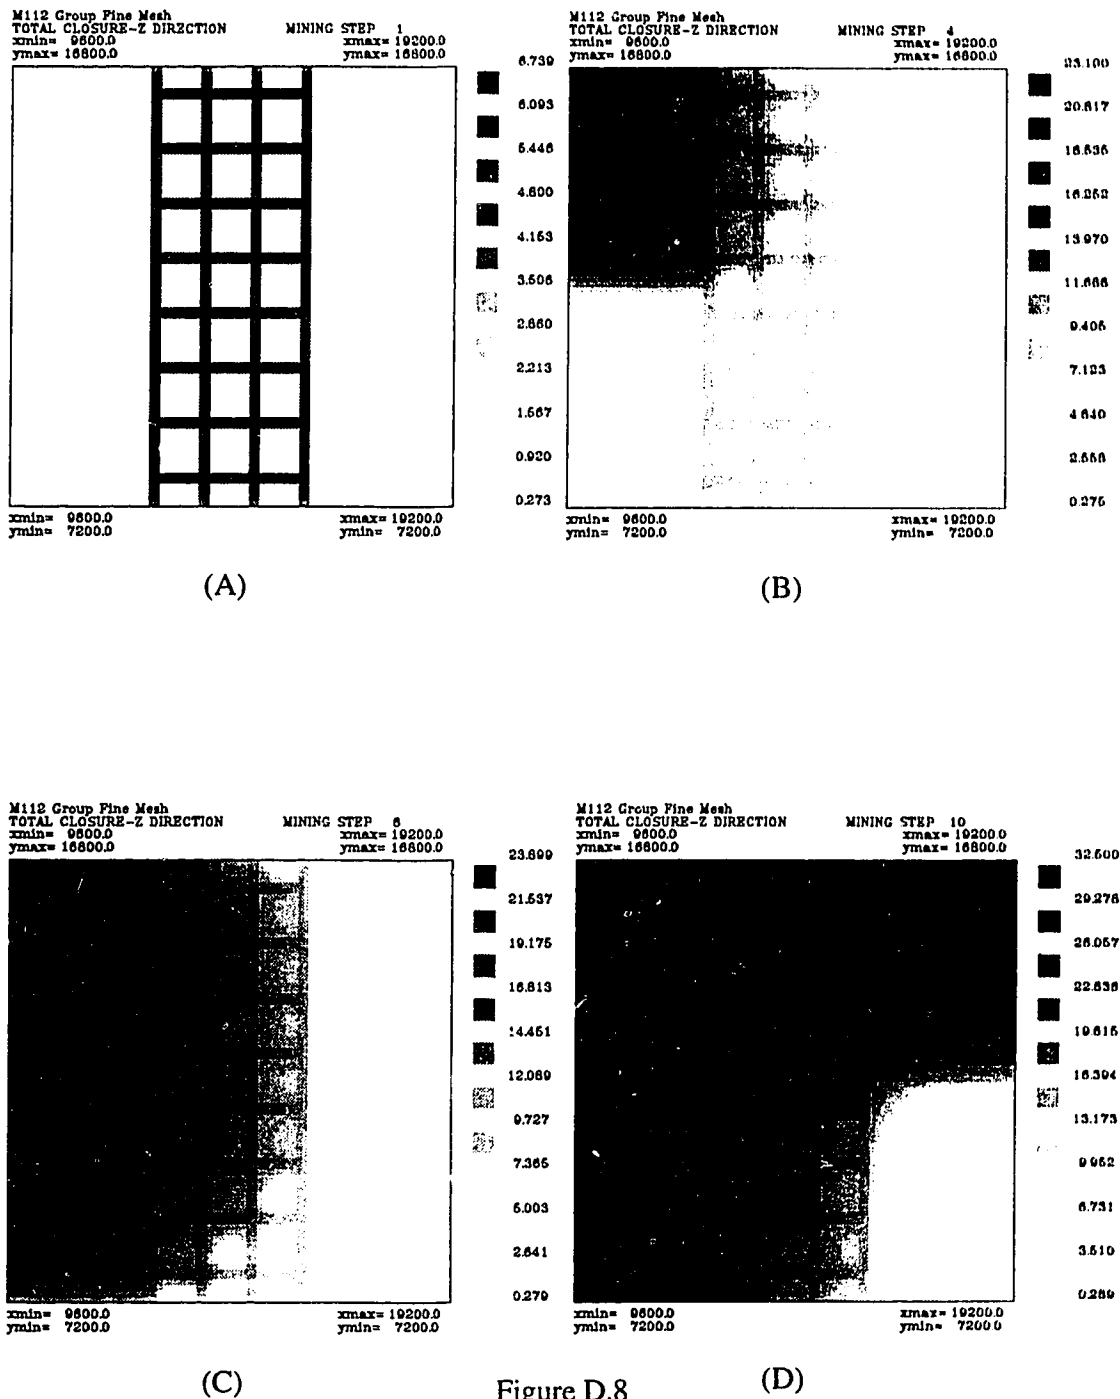 M112 Group Fine Mesh
TOTAL CLOSURE-Z DIRECTION MINING STEP 1
xmin= 9600.0 xmax= 19200.0
ymax= 16800.0 ymax= 16800.0
6.739
6.093
5.446
4.800
4.153
3.506
2.860
2.213
1.567
0.920
0.273
xmin= 9600.0 xmax= 19200.0
ymin= 7200.0 ymin= 7200.0
(A)
M112 Group Fine Mesh
TOTAL CLOSURE-Z DIRECTION MINING STEP 4
xmin= 9600.0 xmax= 19200.0
ymax= 16800.0 ymax= 16800.0
23.100
20.817
18.535
16.252
13.970
11.688
9.405
7.123
4.840
2.558
0.275
xmin= 9600.0 xmax= 19200.0
ymin= 7200.0 ymin= 7200.0
(B)
M112 Group Fine Mesh
TOTAL CLOSURE-Z DIRECTION MINING STEP 6
xmin= 9600.0 xmax= 19200.0
ymax= 16800.0 ymax= 16800.0
23.899
21.537
19.175
16.813
14.451
12.089
9.727
7.365
5.003
2.641
0.279
xmin= 9600.0 xmax= 19200.0
ymin= 7200.0 ymin= 7200.0
(C)
M112 Group Fine Mesh
TOTAL CLOSURE-Z DIRECTION MINING STEP 10
xmin= 9600.0 xmax= 19200.0
ymax= 16800.0 ymax= 16800.0
32.500
29.278
26.057
22.836
19.615
16.394
13.173
9.952
6.731
3.510
0.289
xmin= 9600.0 xmax= 19200.0
ymin= 7200.0 ymin= 7200.0
(D)
Figure D.8